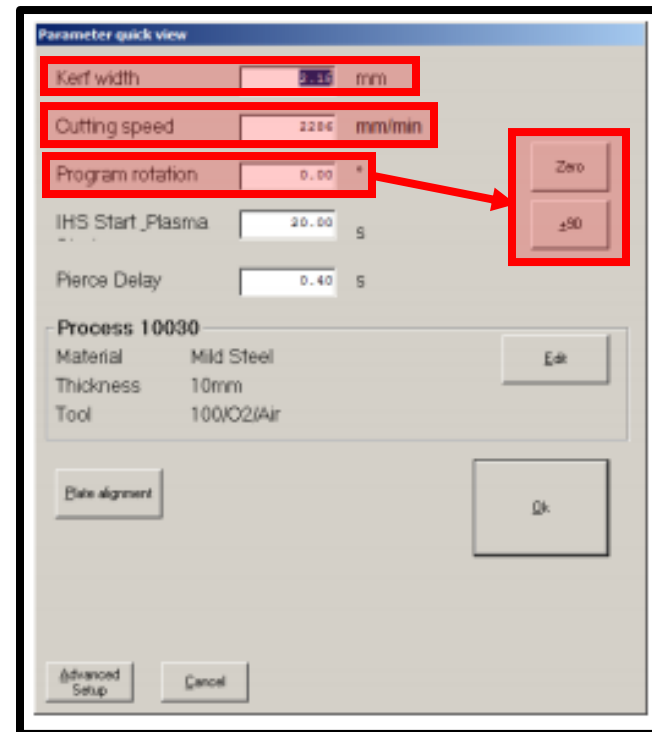 Parameter quick view
Kerf width mm
Cutting speed 2286 mm/min
Program rotation 0.00 °
Zero
IHS Start_Plasma 20.00 s
±90
Pierce Delay 0.40 s
Process 10030
Material Mild Steel
Edit
Thickness 10mm
Tool 100/O2/Air
Plate alignment
Ok
Advanced
Setup
Cancel